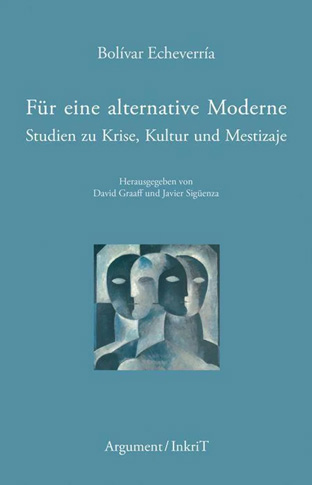 Bolívar Echeverría
Für eine alternative Moderne
Studien zu Krise, Kultur und Mestizaje
Herausgegeben von
David Graaff und Javier Sigüenza
Argument/InkriT